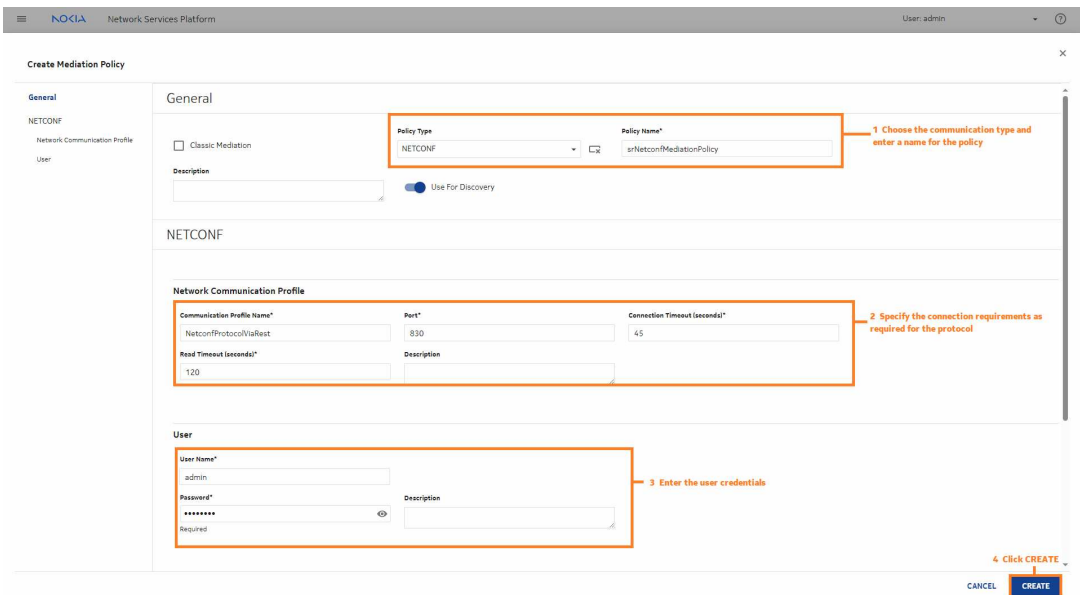 NOKIA Network Services Platform User: admin
Create Mediation Policy
General
NETCONF
Network Communication Profile
User
General
Classic Mediation
Policy Type
NETCONF
Policy Name*
srNetconfMediationPolicy
1 Choose the communication type and
enter a name for the policy
Description
Use For Discovery
NETCONF
Network Communication Profile
Communication Profile Name*
NetconfProtocolViaRest
Port*
830
Connection Timeout (seconds)*
45
2 Specify the connection requirements as
required for the protocol
Read Timeout (seconds)*
120
Description
User
User Name*
admin
3 Enter the user credentials
Password*
••••••••
Required
Description
4 Click CREATE
CANCEL
CREATE